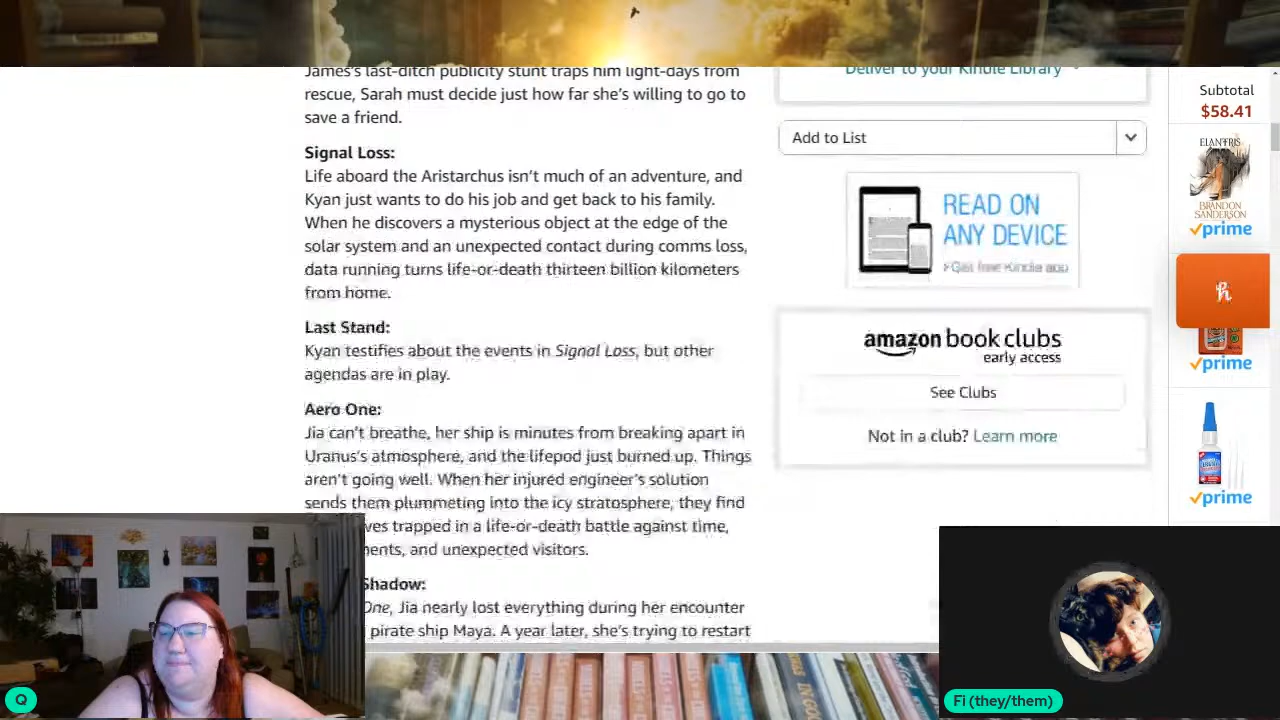 James's last-ditch publicity stunt traps him light-days from
rescue, Sarah must decide just how far she's willing to go to
save a friend.
Signal Loss:
Life aboard the Aristarchus isn't much of an adventure, and
Kyan just wants to do his job and get back to his family.
When he discovers a mysterious object at the edge of the
solar system and an unexpected contact during comms loss,
data running turns life-or-death thirteen billion kilometers
from home.
Last Stand:
Kyan testifies about the events in Signal Loss, but other
agendas are in play.
Aero One:
Jia can't breathe, her ship is minutes from breaking apart in
Uranus's atmosphere, and the lifepod just burned up. Things
aren't going well. When her injured engineer's solution
sends them plummeting into the icy stratosphere, they find
ves trapped in a life-or-death battle against time,
ents, and unexpected visitors.
Shadow:
One, Jia nearly lost everything during her encounter
pirate ship Maya. A year later, she's trying to restart
Deliver to your Kindle Library
Add to List
READ ON
ANY DEVICE
Get free Kindle app
amazon book clubs
early access
See Clubs
Not in a club? Learn more
Subtotal
$58.41
ELANTRIS
BRANDON
SANDERSON
prime
prime
prime
Q
Fi (they/them)